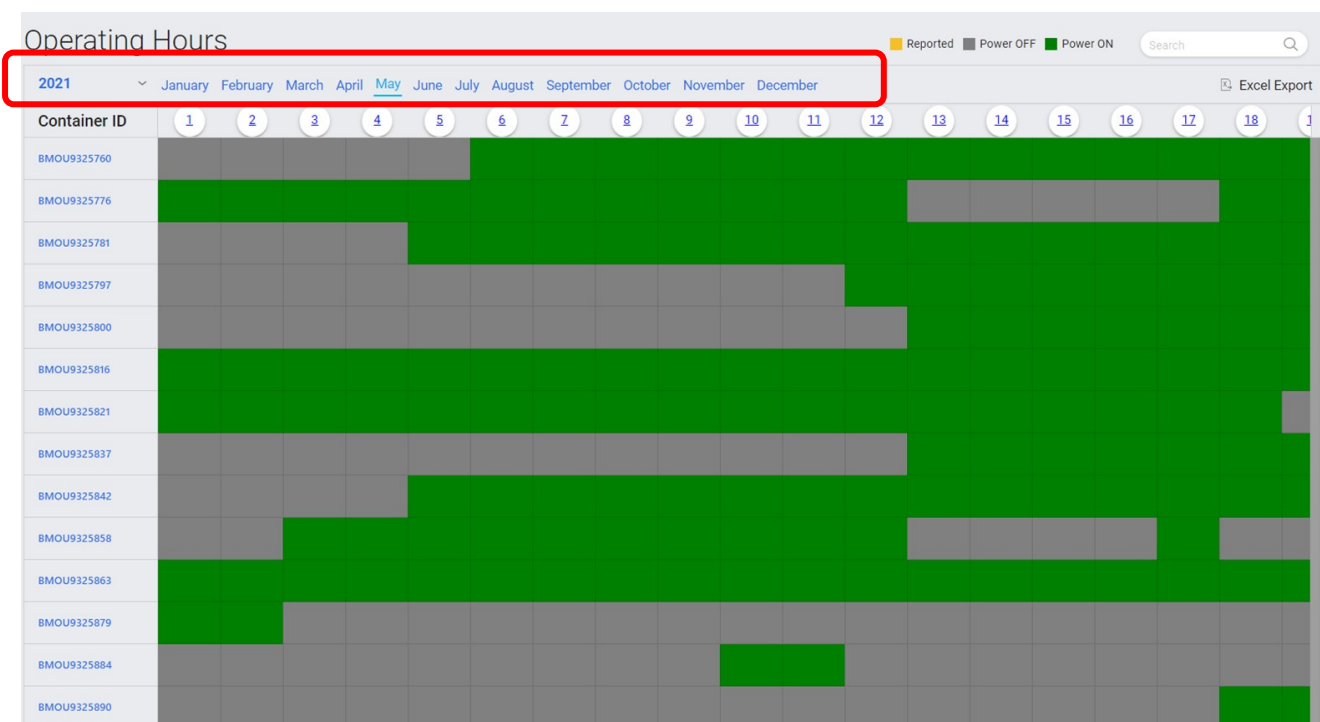 Operating Hours
Reported Power OFF Power ON Search
2021 January February March April May June July August September October November December Excel Export
Container ID 1 2 3 4 5 6 7 8 9 10 11 12 13 14 15 16 17 18
BMOU9325760
BMOU9325776
BMOU9325781
BMOU9325797
BMOU9325800
BMOU9325816
BMOU9325821
BMOU9325837
BMOU9325842
BMOU9325858
BMOU9325863
BMOU9325879
BMOU9325884
BMOU9325890